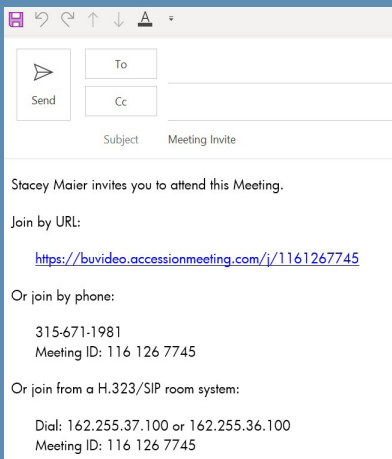 A
To
Send
Cc
Subject Meeting Invite
Stacey Maier invites you to attend this Meeting.
Join by URL:
https://buvideo.accessionmeeting.com/j/1161267745
Or join by phone:
315-671-1981
Meeting ID: 116 126 7745
Or join from a H.323/SIP room system:
Dial: 162.255.37.100 or 162.255.36.100
Meeting ID: 116 126 7745